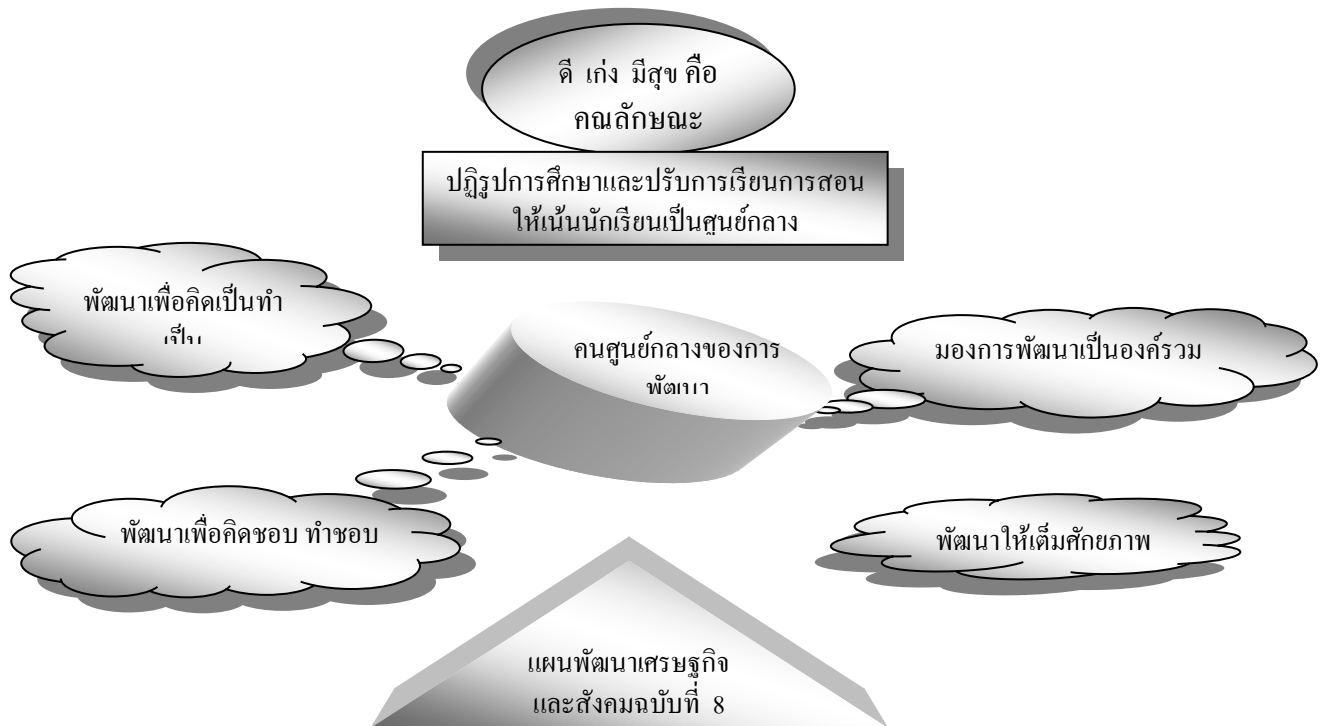 ดี เก่ง มีสุข คือ
คณลักษณะ
ปฏิรูปการศึกษาและปรับการเรียนการสอน
ให้เน้นนักเรียนเป็นศูนย์กลาง
พัฒนาเพื่อคิดเป็นทำ
เป็น
คนศูนย์กลางของการ
พัฒนา
มองการพัฒนาเป็นองค์รวม
พัฒนาเพื่อคิดชอบ ทำชอบ
พัฒนาให้เต็มศักยภาพ
แผนพัฒนาเศรษฐกิจ
และสังคมฉบับที่ 8